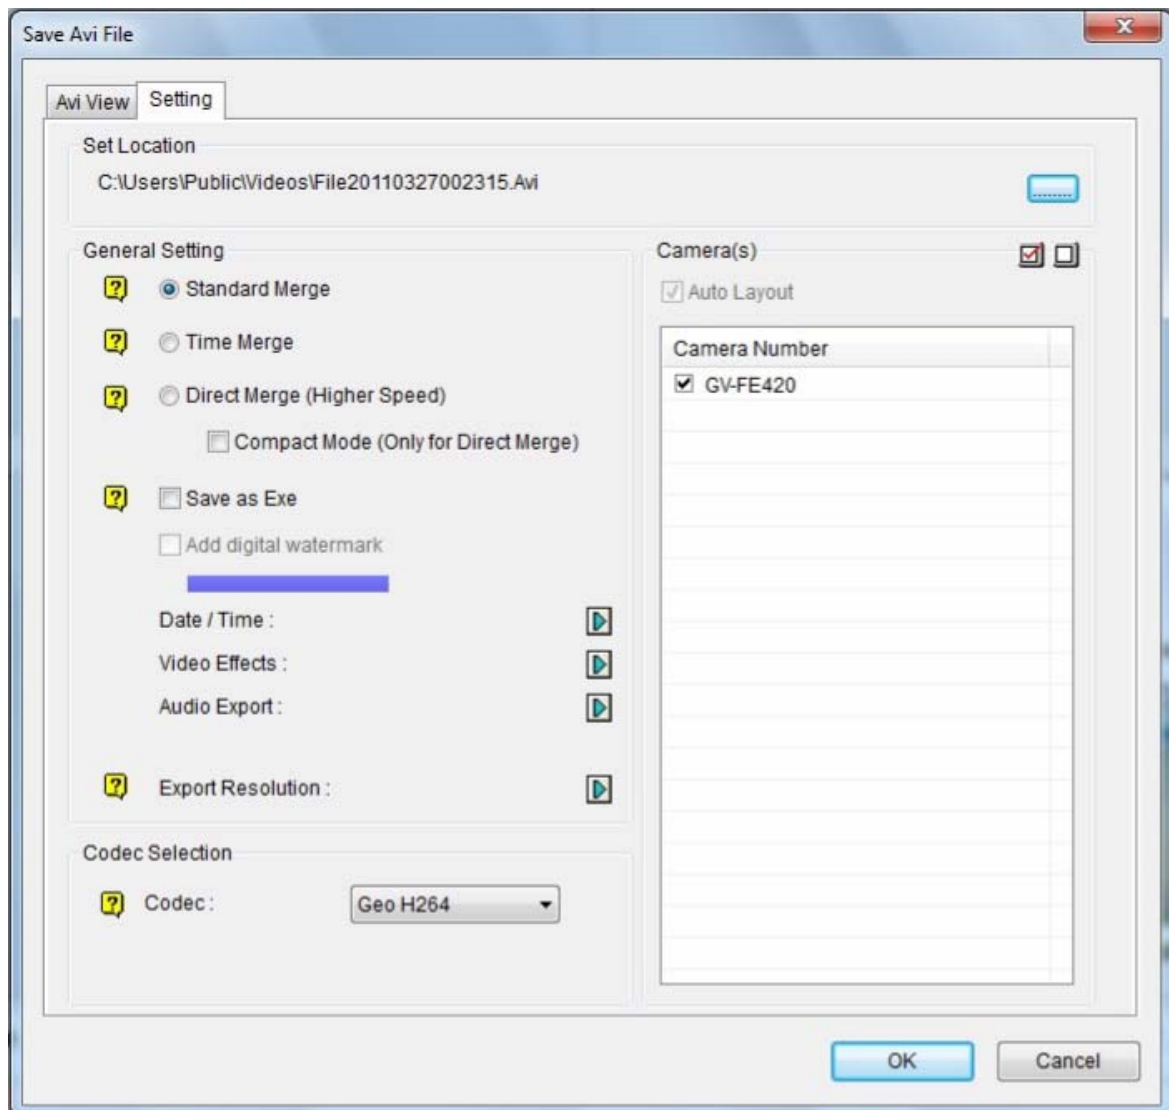 Save Avi File
Avi View
Setting
Set Location
C:\Users\Public\Videos\File20110327002315.Avi
General Setting
Standard Merge
Time Merge
Direct Merge (Higher Speed)
Compact Mode (Only for Direct Merge)
Save as Exe
Add digital watermark
Date / Time :
Video Effects :
Audio Export :
Export Resolution :
Codec Selection
Codec :
Geo H264
Camera(s)
Auto Layout
Camera Number
GV-FE420
OK
Cancel